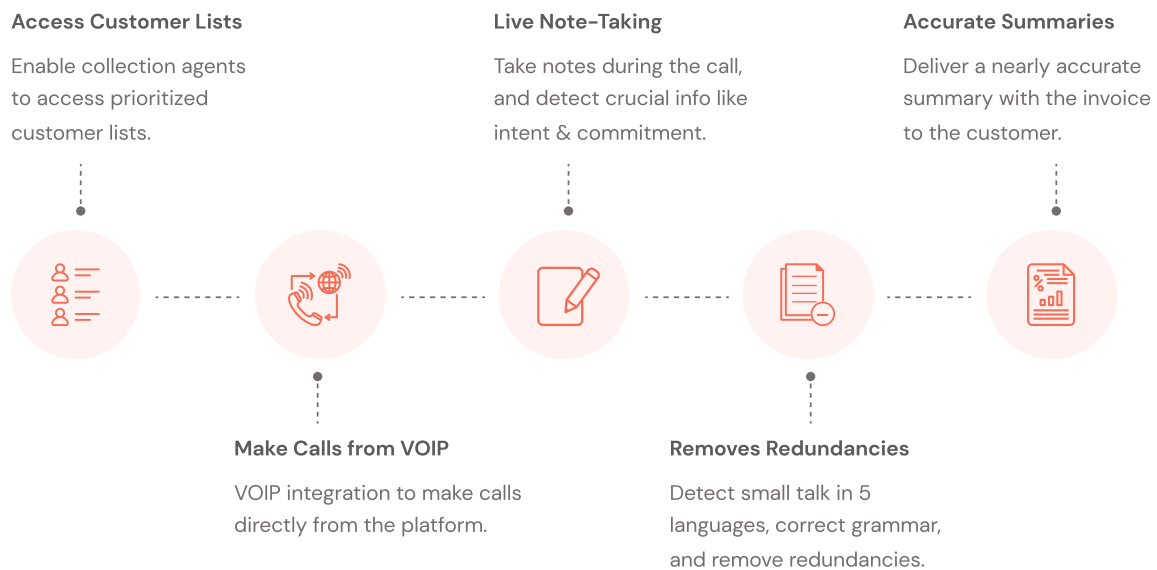 Access Customer Lists
Enable collection agents
to access prioritized
customer lists.
Make Calls from VOIP
VOIP integration to make calls
directly from the platform.
Live Note-Taking
Take notes during the call,
and detect crucial info like
intent & commitment.
Removes Redundancies
Detect small talk in 5
languages, correct grammar,
and remove redundancies.
Accurate Summaries
Deliver a nearly accurate
summary with the invoice
to the customer.